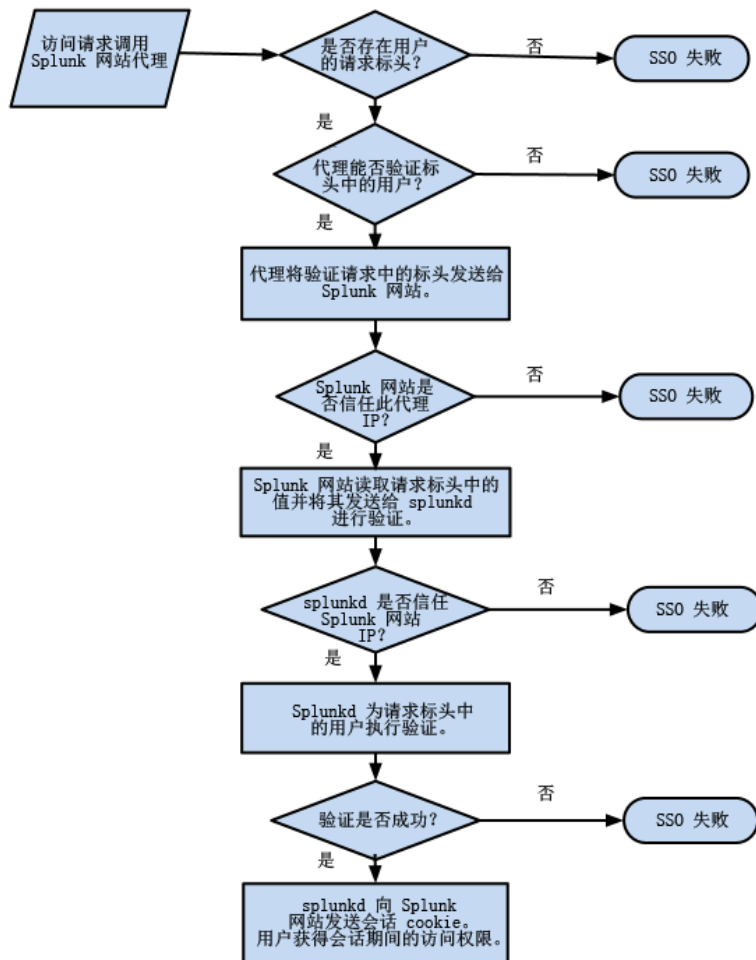 访问请求调用
Splunk 网站代理
是否存在用户
的请求标头？
否
SSO 失败
是
代理能否验证标
头中的用户？
否
SSO 失败
是
代理将验证请求中的标头发送给
Splunk 网站。
Splunk 网站是
否信任此代理
IP？
否
SSO 失败
是
Splunk 网站读取请求标头中的
值并将其发送给 splunkd
进行验证。
splunkd 是否信任
Splunk 网站
IP？
否
SSO 失败
是
Splunkd 为请求标头中
的用户执行验证。
验证是否成功？
否
SSO 失败
是
splunkd 向 Splunk
网站发送会话 cookie。
用户获得会话期间的访问权限。